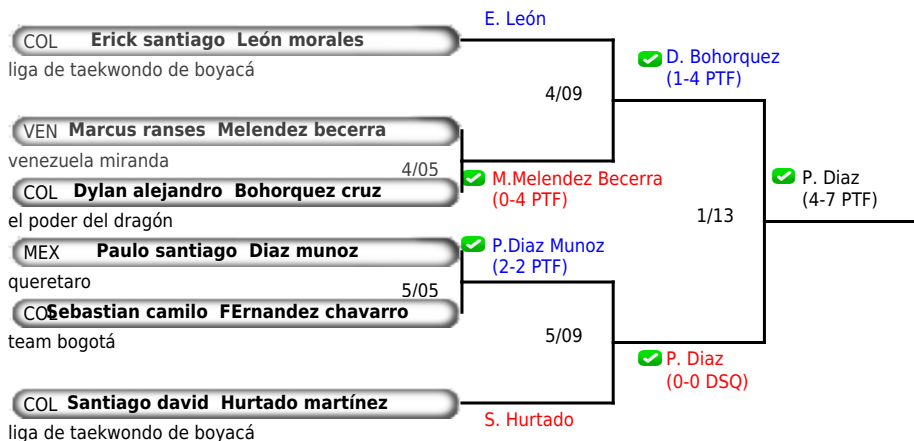 E. León
COL Erick santiago León morales
liga de taekwondo de boyacá
D. Bohorquez
(1-4 PTF)
4/09
VEN Marcus ranses Melendez becerra
venezuela miranda
4/05
M.Melendez Becerra
(0-4 PTF)
P. Diaz
(4-7 PTF)
COL Dylan alejandro Bohorquez cruz
el poder del dragón
1/13
MEX Paulo santiago Diaz munoz
P.Diaz Munoz
(2-2 PTF)
queretaro
5/05
COL Sebastian camilo FErnandez chavarro
team bogotá
5/09
P. Diaz
(0-0 DSQ)
COL Santiago david Hurtado martínez
S. Hurtado
liga de taekwondo de boyacá